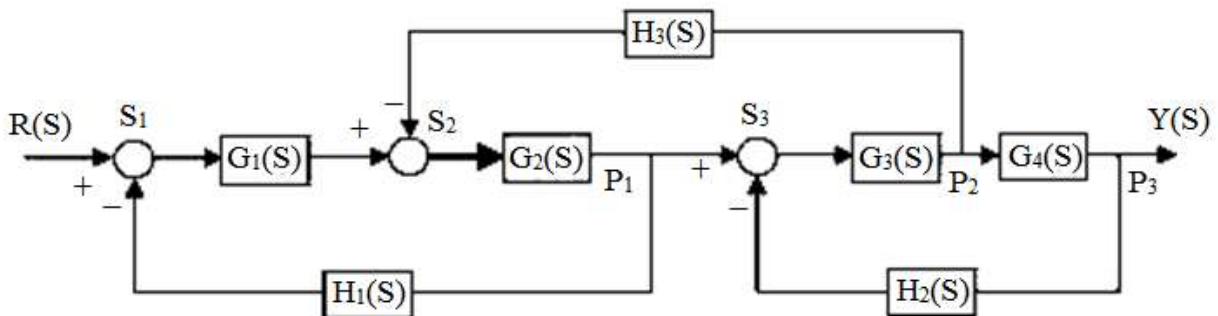 H₃(S)
−
R(S)
S₁
+
S₂
S₃
Y(S)
+
−
G₁(S)
G₂(S)
P₁
+
−
G₃(S)
P₂
G₄(S)
P₃
H₁(S)
H₂(S)